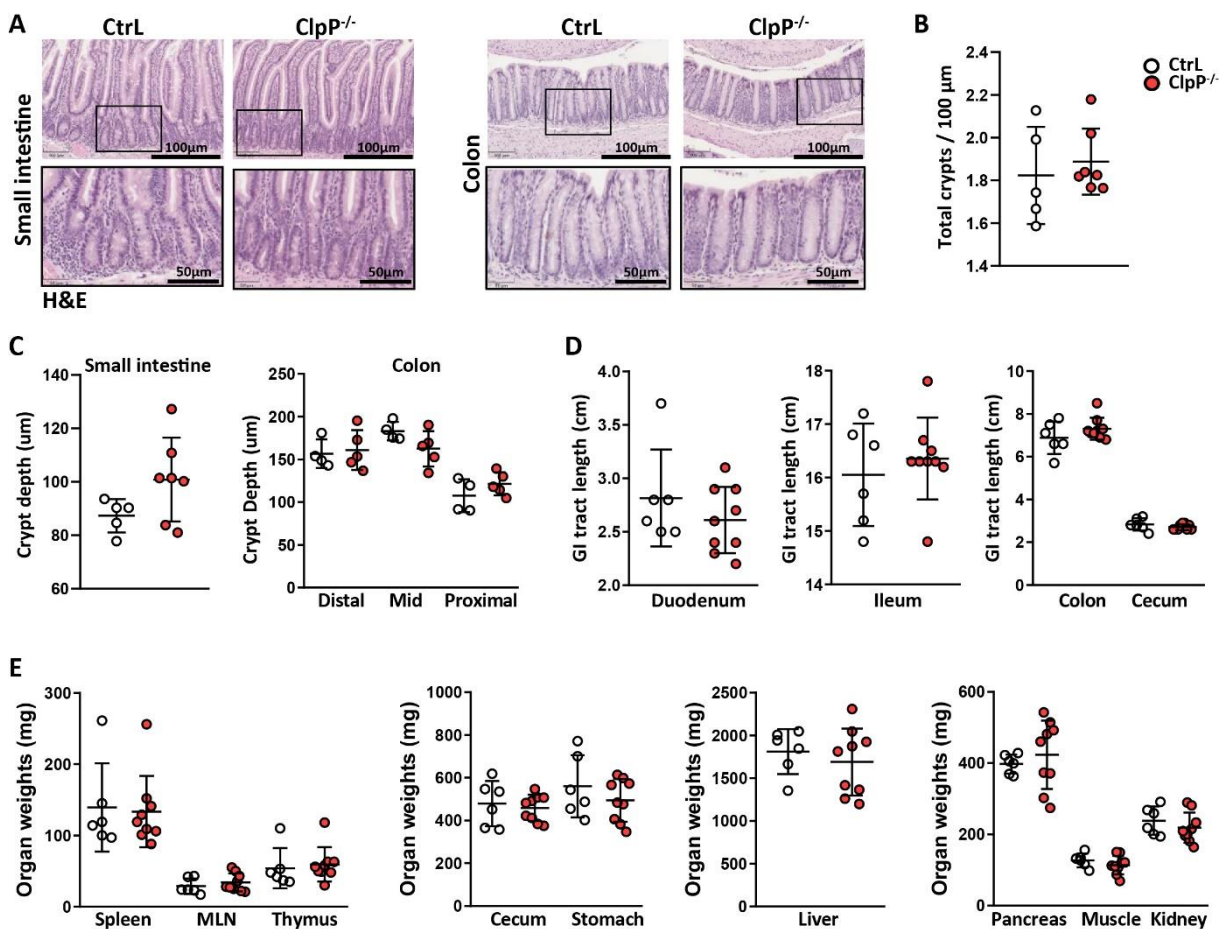 A
CtrL ClpP-/- CtrL ClpP-/-
Small intestine
100µm 100µm
50µm 50µm
H&E
Colon
100µm 100µm
50µm 50µm
B
Total crypts / 100 µm
2.2
2.0
1.8
1.6
1.4
CtrL
ClpP-/-
C
Small intestine
Crypt depth (um)
140
120
100
80
60
Colon
Crypt Depth (um)
250
200
150
100
50
0
Distal Mid Proximal
D
GI tract length (cm)
4.0
3.5
3.0
2.5
2.0
Duodenum
GI tract length (cm)
18
17
16
15
14
Ileum
GI tract length (cm)
10
8
6
4
2
0
Colon Cecum
E
Organ weights (mg)
300
200
100
0
Spleen MLN Thymus
Organ weights (mg)
1000
800
600
400
200
0
Cecum Stomach
Organ weights (mg)
2500
2000
1500
1000
500
0
Liver
Organ weights (mg)
600
400
200
0
Pancreas Muscle Kidney